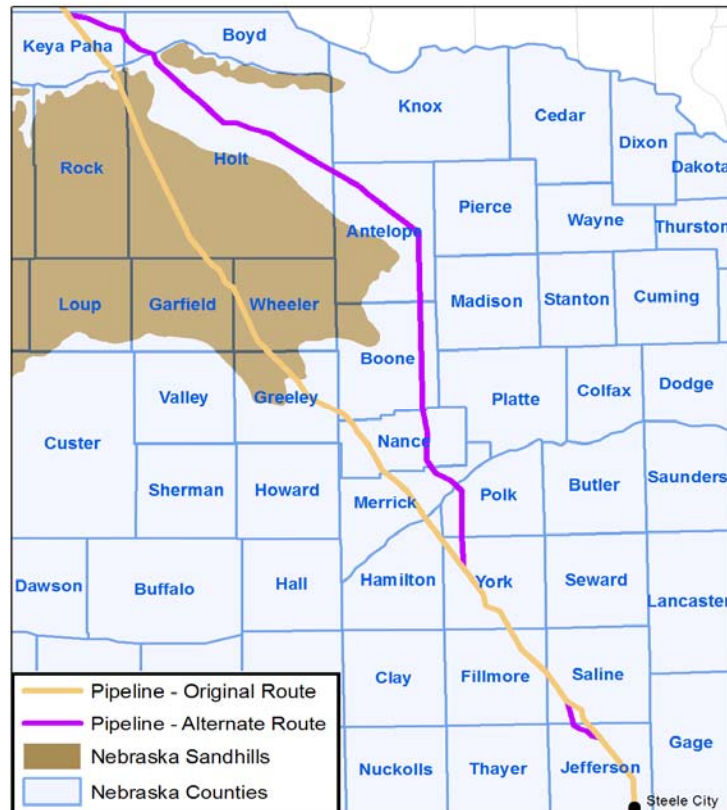 Boyd
Keya Paha
Knox
Cedar
Dixon
Dakota
Rock
Holt
Pierce
Wayne
Thurston
Antelope
Loup
Garfield
Wheeler
Madison
Stanton
Cuming
Boone
Valley
Greeley
Platte
Colfax
Dodge
Custer
Nance
Sherman
Howard
Merrick
Polk
Butler
Saunders
Dawson
Buffalo
Hall
Hamilton
York
Seward
Lancaster
Clay
Fillmore
Saline
Gage
Nuckolls
Thayer
Jefferson
Steele City
Pipeline - Original Route
Pipeline - Alternate Route
Nebraska Sandhills
Nebraska Counties